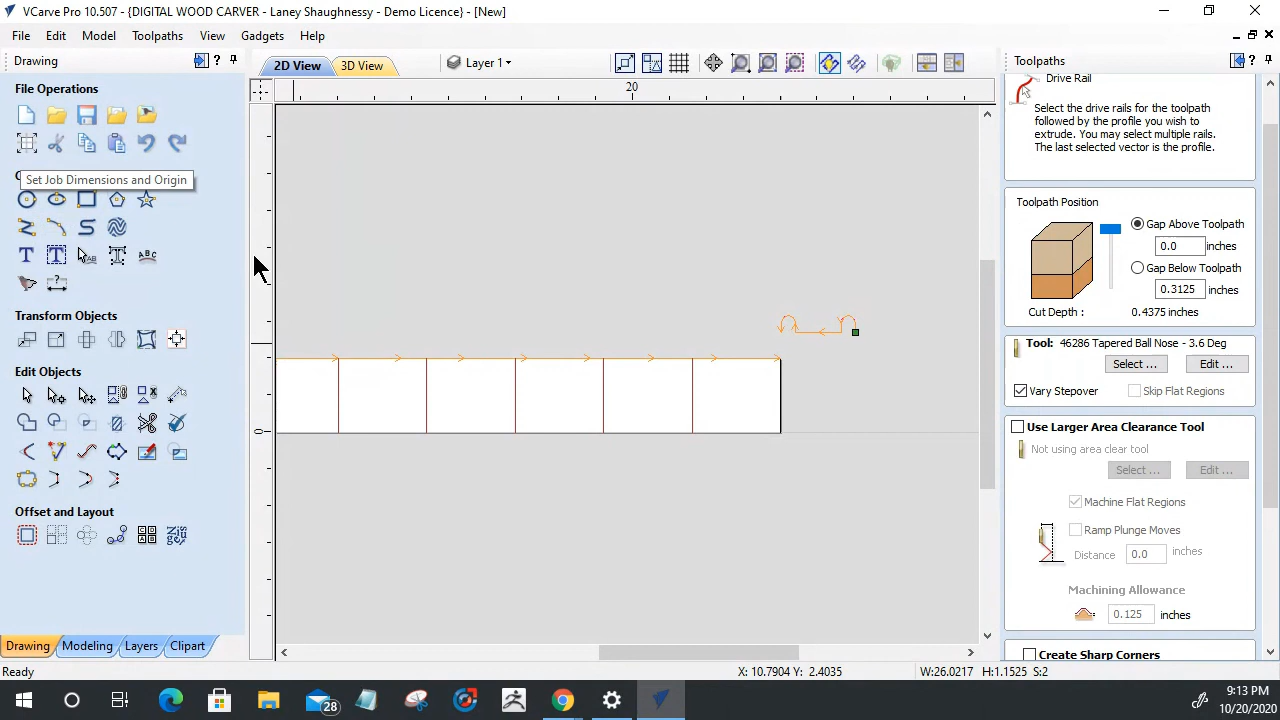 VCarve Pro 10.507 - {DIGITAL WOOD CARVER - Laney Shaughnessy - Demo Licence} - [New]
File Edit Model Toolpaths View Gadgets Help
Drawing
2D View
3D View
Layer 1
Toolpaths
File Operations
Set Job Dimensions and Origin
Transform Objects
Edit Objects
Offset and Layout
20
0
Drive Rail
Select the drive rails for the toolpath
followed by the profile you wish to
extrude. You may select multiple rails.
The last selected vector is the profile.
Toolpath Position
Gap Above Toolpath
0.0 inches
Gap Below Toolpath
0.3125 inches
Cut Depth : 0.4375 inches
Tool: 46286 Tapered Ball Nose - 3.6 Deg
Select ... Edit ...
Vary Stepover Skip Flat Regions
Use Larger Area Clearance Tool
Not using area clear tool
Select ... Edit ...
Machine Flat Regions
Ramp Plunge Moves
Distance 0.0 inches
Machining Allowance
0.125 inches
Create Sharp Corners
Drawing Modeling Layers Clipart
Ready
X: 10.7904 Y: 2.4035
W:26.0217 H:1.1525 S:2
28
9:13 PM
10/20/2020